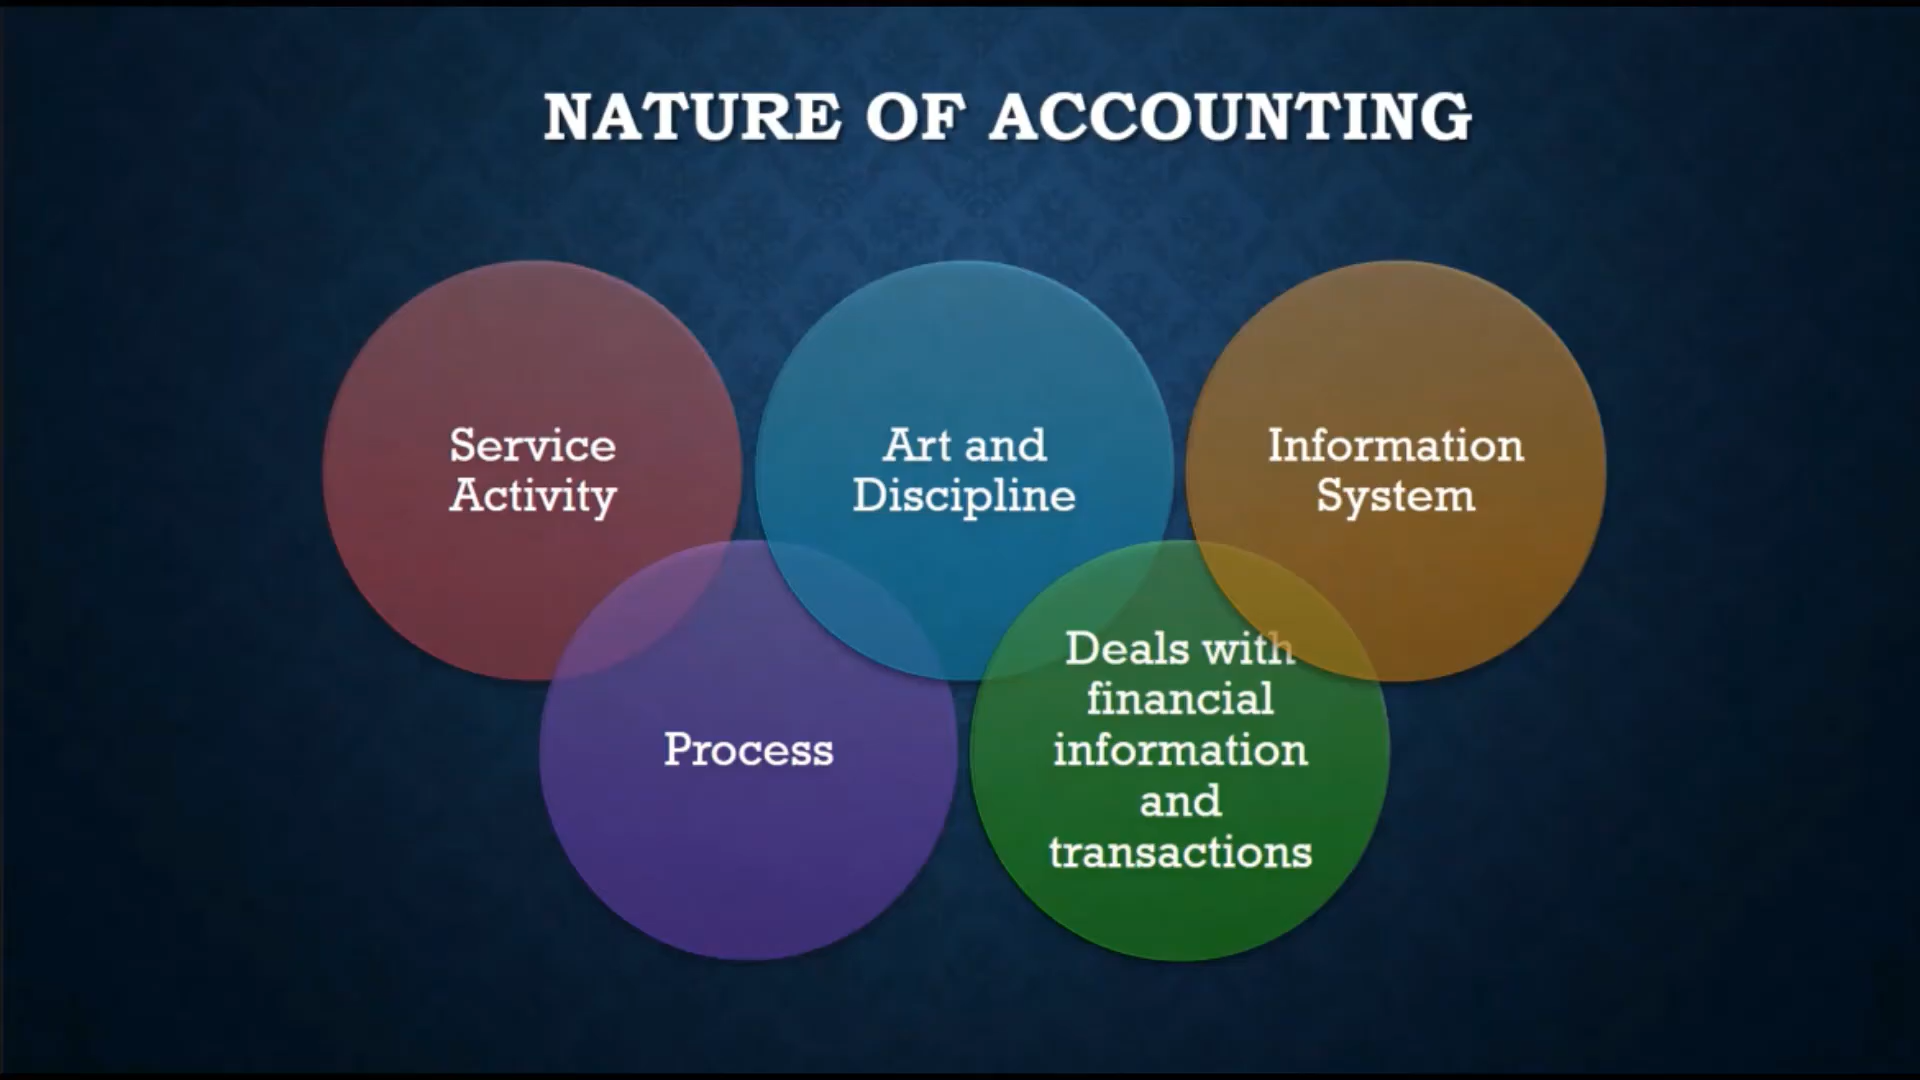 NATURE OF ACCOUNTING
Service
Activity
Art and
Discipline
Information
System
Process
Deals with
financial
information
and
transactions